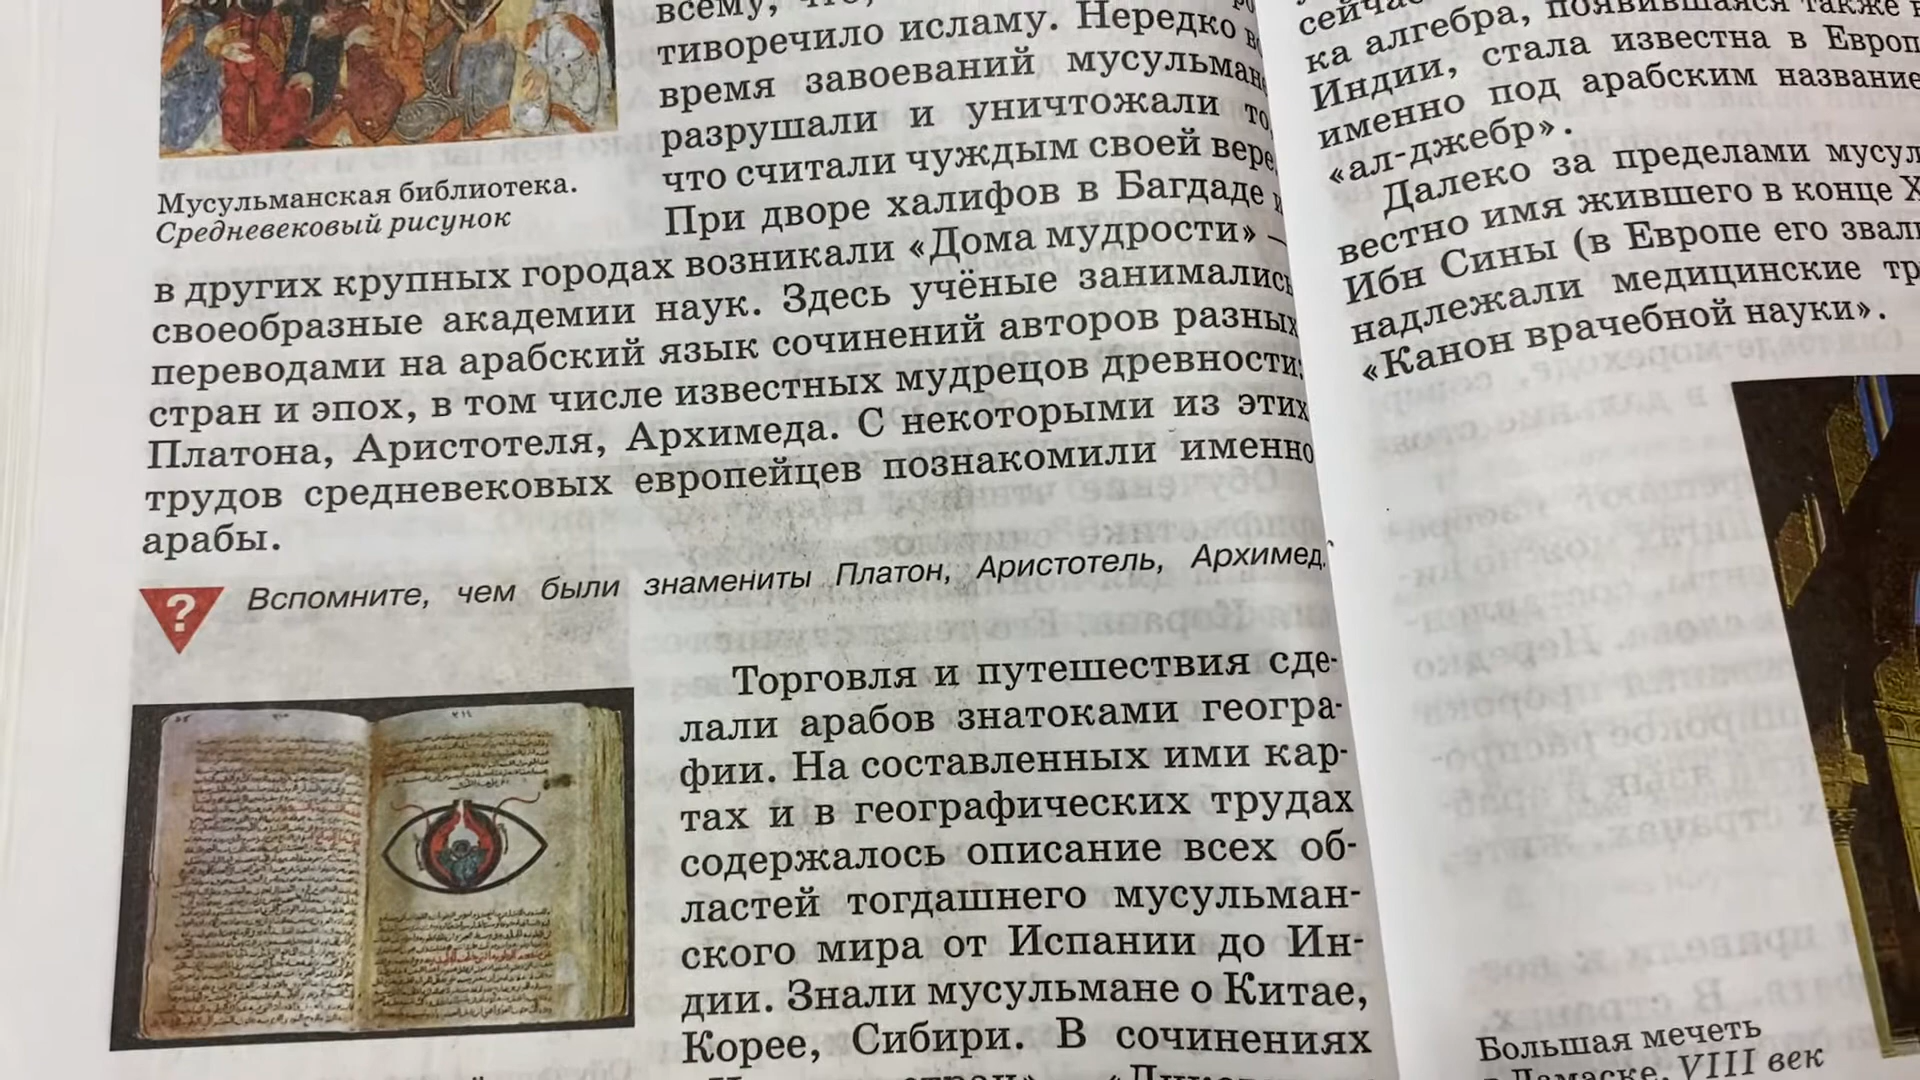 всему, что,
тиворечило исламу. Нередко во
время завоеваний мусульмане
разрушали и уничтожали то,
что считали чуждым своей вере.
При дворе халифов в Багдаде и
в других крупных городах возникали «Дома мудрости» —
своеобразные академии наук. Здесь учёные занимались
переводами на арабский язык сочинений авторов разных
стран и эпох, в том числе известных мудрецов древности:
Платона, Аристотеля, Архимеда. С некоторыми из этих
трудов средневековых европейцев познакомили именно
арабы.
Мусульманская библиотека.
Средневековый рисунок
?
Вспомните, чем были знамениты Платон, Аристотель, Архимед.
Торговля и путешествия сде-
лали арабов знатоками геогра-
фии. На составленных ими кар-
тах и в географических трудах
содержалось описание всех об-
ластей тогдашнего мусульман-
ского мира от Испании до Ин-
дии. Знали мусульмане о Китае,
Корее, Сибири. В сочинениях
сейчас
ка алгебра, появившаяся также
Индии, стала известна в Европ
именно под арабским название
«ал-джебр».
Далеко за пределами мусул
вестно имя жившего в конце X
Ибн Сины (в Европе его звал
надлежали медицинские тр
«Канон врачебной науки».
Большая мечеть
в Дамаске. VIII век